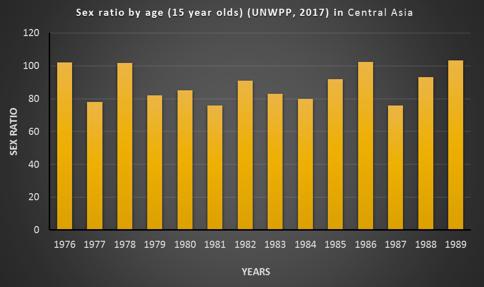 Sex ratio by age (15 year olds) (UNWPP, 2017) in Central Asia
120
100
80
60
40
20
0
SEX RATIO
1976 1977 1978 1979 1980 1981 1982 1983 1984 1985 1986 1987 1988 1989
YEARS